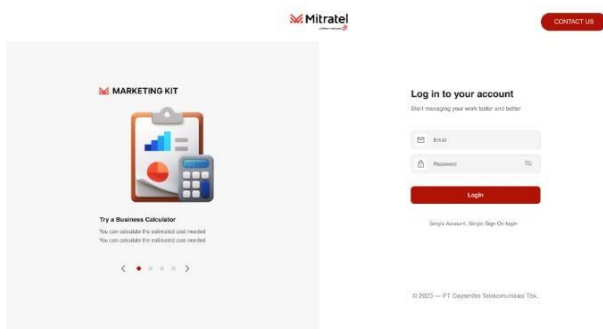 Mitratel
CONTACT US
MARKETING KIT
Try a Business Calculator
You can calculate the estimated cost needed
You can calculate the estimated cost needed
Log in to your account
Start managing your work faster and better
Email
Password
Login
Single Account, Single Sign On login
© 2023 — PT Dayamitra Telekomunikasi Tbk.